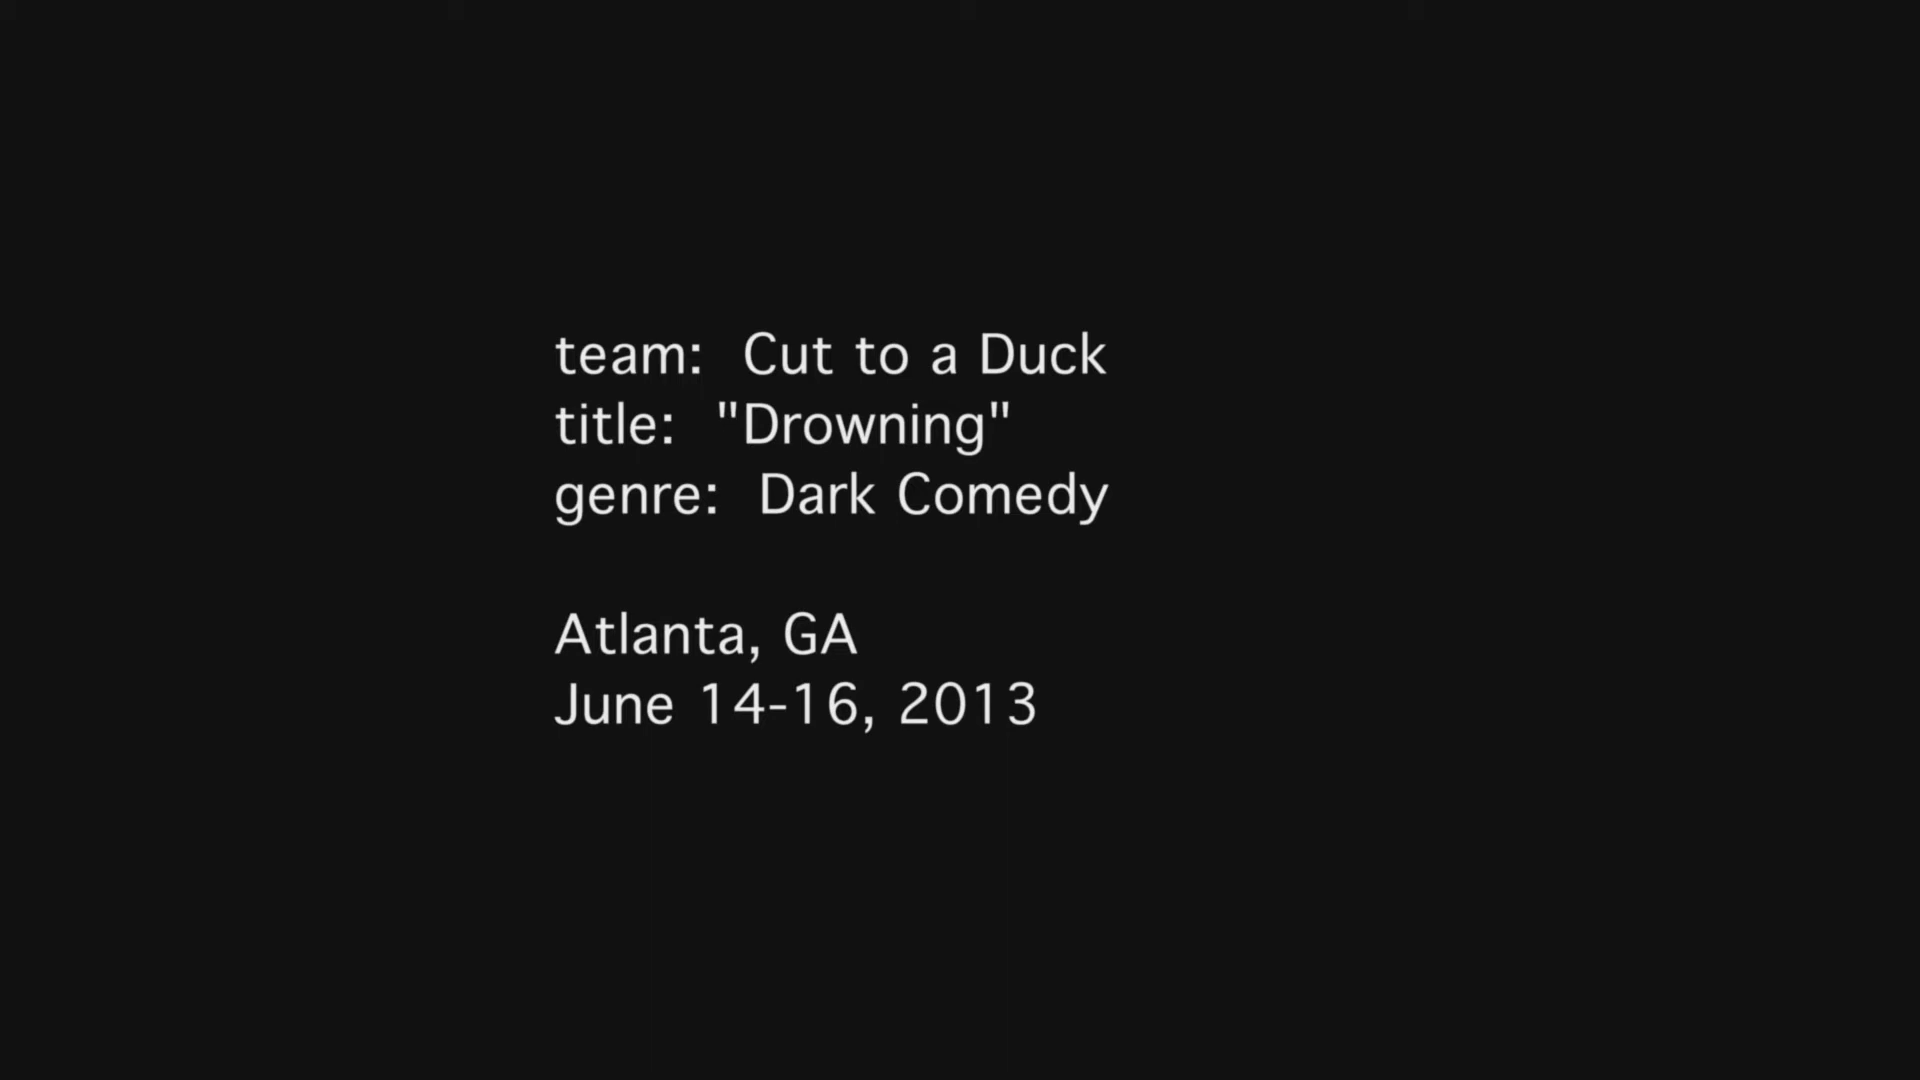 team:  Cut to a Duck
title:  "Drowning"
genre:  Dark Comedy
Atlanta, GA
June 14-16, 2013